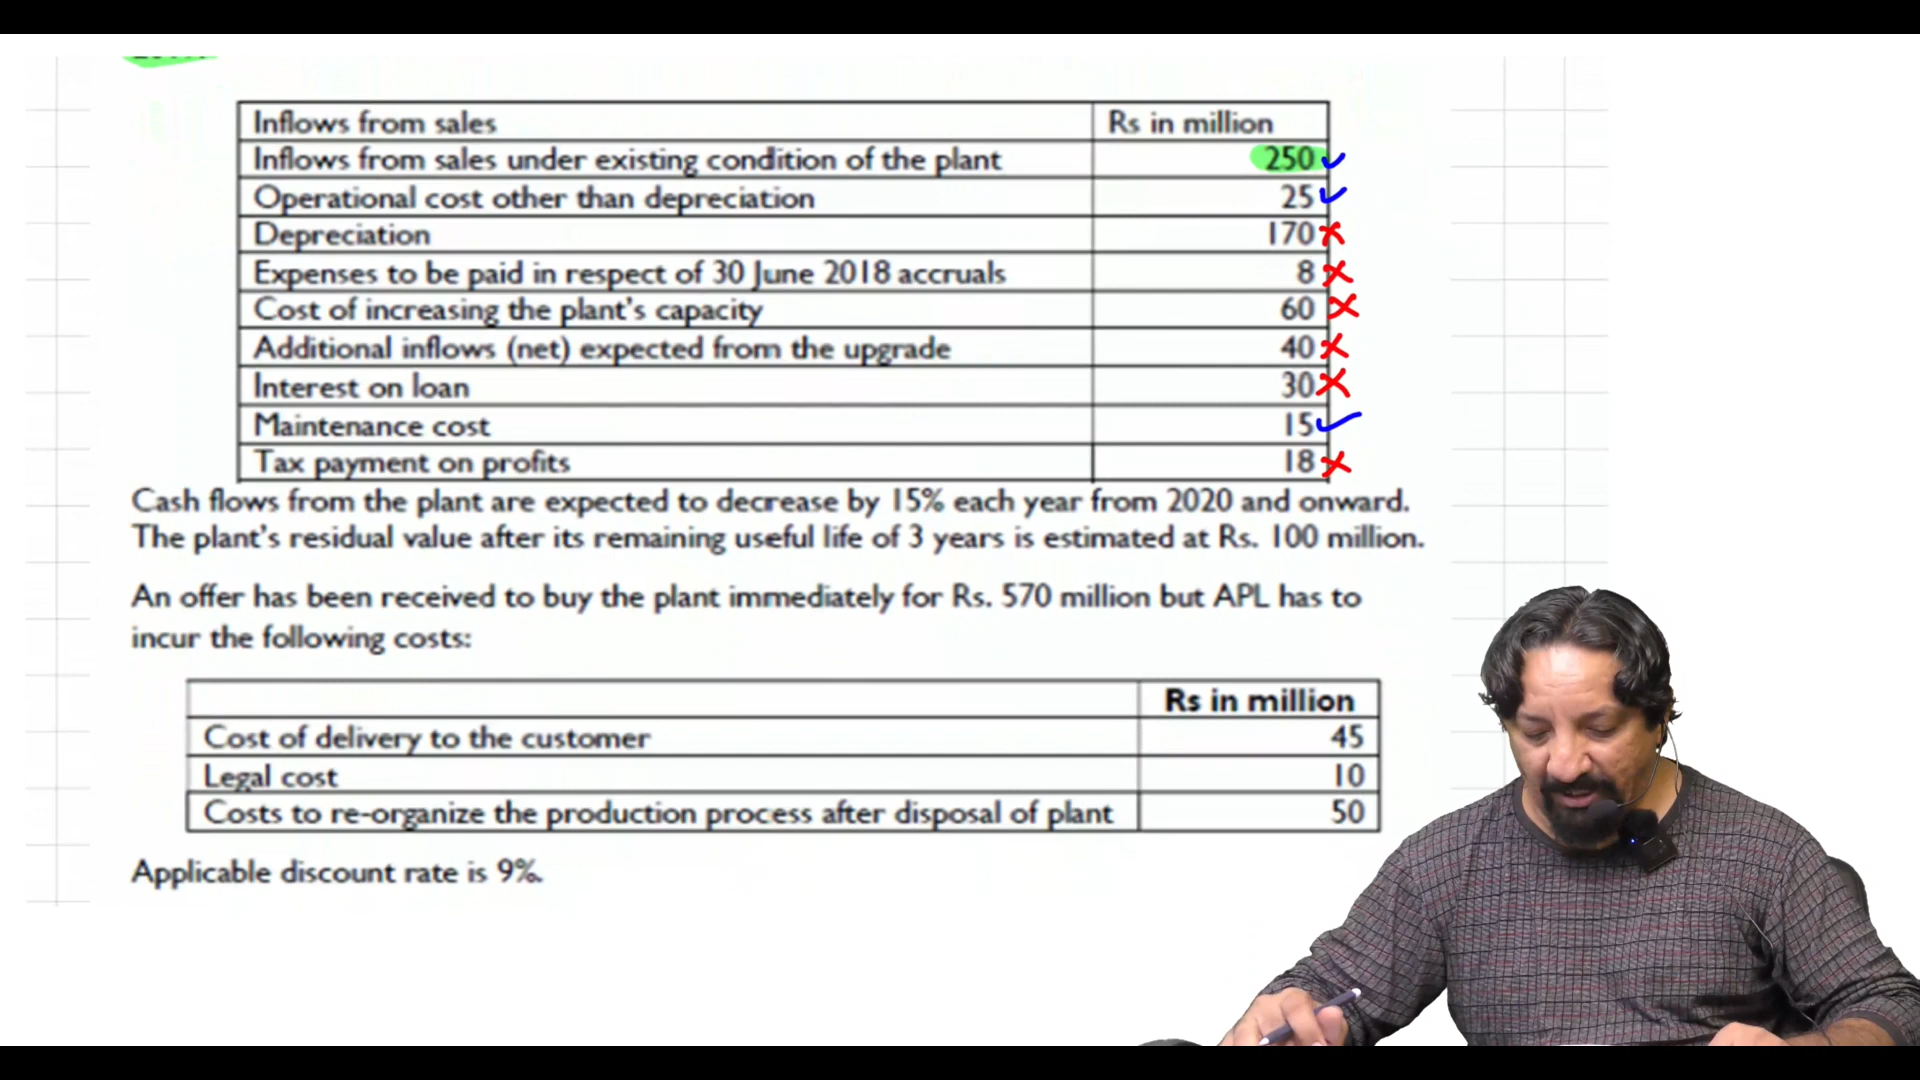 Inflows from sales Rs in million
Inflows from sales under existing condition of the plant 250
Operational cost other than depreciation 25
Depreciation 170
Expenses to be paid in respect of 30 June 2018 accruals 8
Cost of increasing the plant's capacity 60
Additional inflows (net) expected from the upgrade 40
Interest on loan 30
Maintenance cost 15
Tax payment on profits 18
Cash flows from the plant are expected to decrease by 15% each year from 2020 and onward.
The plant's residual value after its remaining useful life of 3 years is estimated at Rs. 100 million.
An offer has been received to buy the plant immediately for Rs. 570 million but APL has to
incur the following costs:
Rs in million
Cost of delivery to the customer 45
Legal cost 10
Costs to re-organize the production process after disposal of plant 50
Applicable discount rate is 9%.